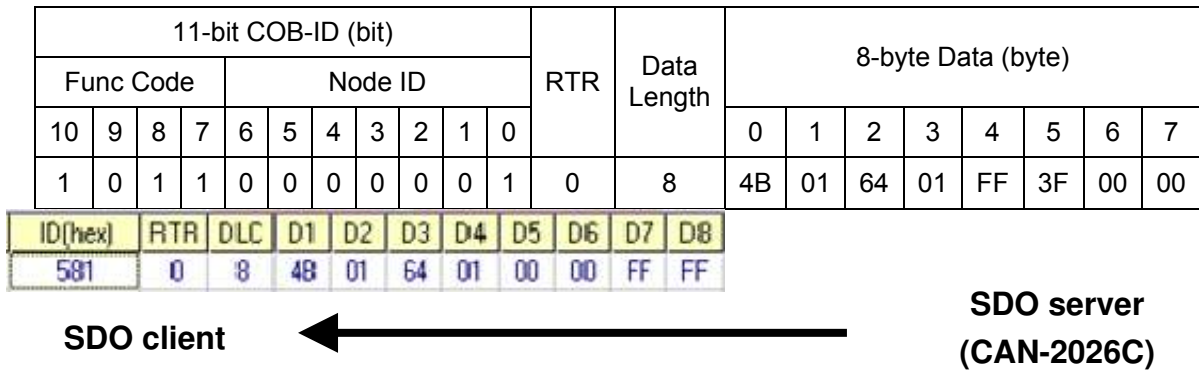 11-bit COB-ID (bit)
Func Code Node ID RTR Data Length 8-byte Data (byte)
10 9 8 7 6 5 4 3 2 1 0 0 1 2 3 4 5 6 7
1 0 1 1 0 0 0 0 0 0 1 0 8 4B 01 64 01 FF 3F 00 00
ID(hex) RTR DLC D1 D2 D3 D4 D5 D6 D7 D8
581 0 8 4B 01 64 01 00 00 FF FF
SDO client
SDO server
(CAN-2026C)